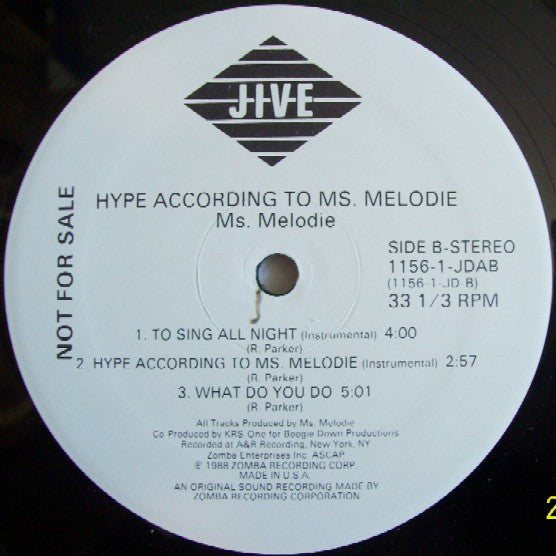 JIVE
NOT FOR SALE
HYPE ACCORDING TO MS. MELODIE
Ms. Melodie
SIDE B-STEREO
1156-1-JDAB
(1156-1-JD-B)
33 1/3 RPM
1. TO SING ALL NIGHT (Instrumental) 4:00
(R. Parker)
2 HYPE ACCORDING TO MS. MELODIE (Instrumental) 2:57
(R. Parker)
3. WHAT DO YOU DO 5:01
(R. Parker)
All Tracks Produced by Ms. Melodie
Co Produced by KRS One for Boogie Down Productions
Recorded at A&R Recording, New York, NY
Zomba Enterprises Inc. ASCAP
℗ 1988 ZOMBA RECORDING CORP.
MADE IN U.S.A.
AN ORIGINAL SOUND RECORDING MADE BY
ZOMBA RECORDING CORPORATION
2